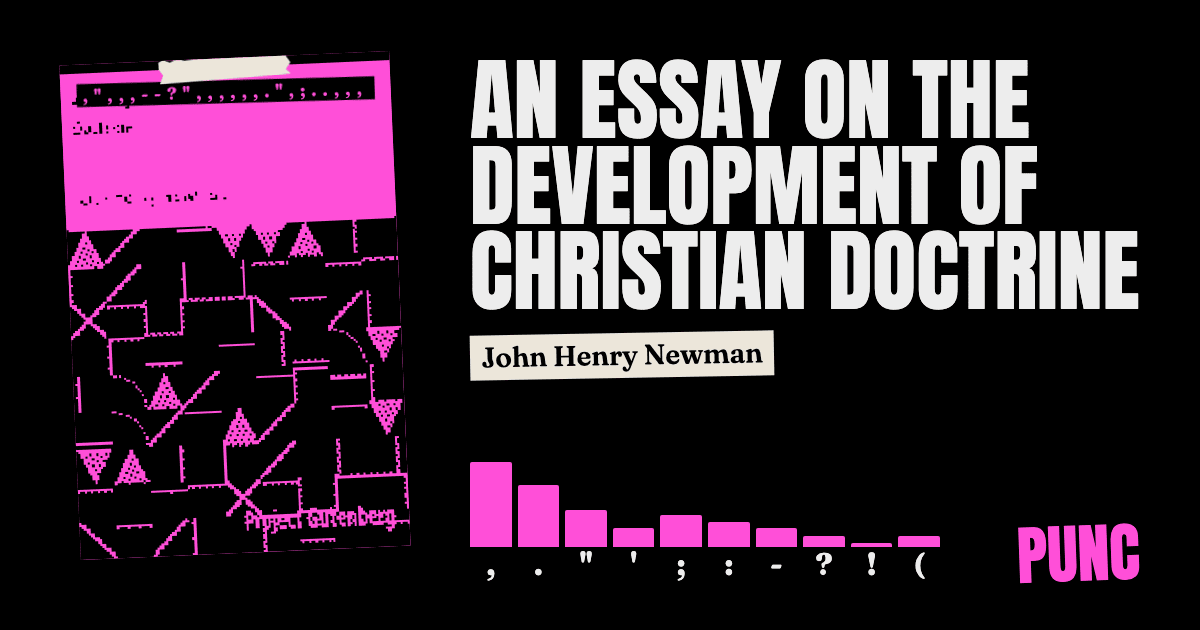 ,",,,--?",,,,,,.",;..,,,
AN ESSAY ON THE
DEVELOPMENT OF
CHRISTIAN DOCTRINE
John Henry Newman
Project Gutenberg
, . " ' ; : - ? ! (
PUNC